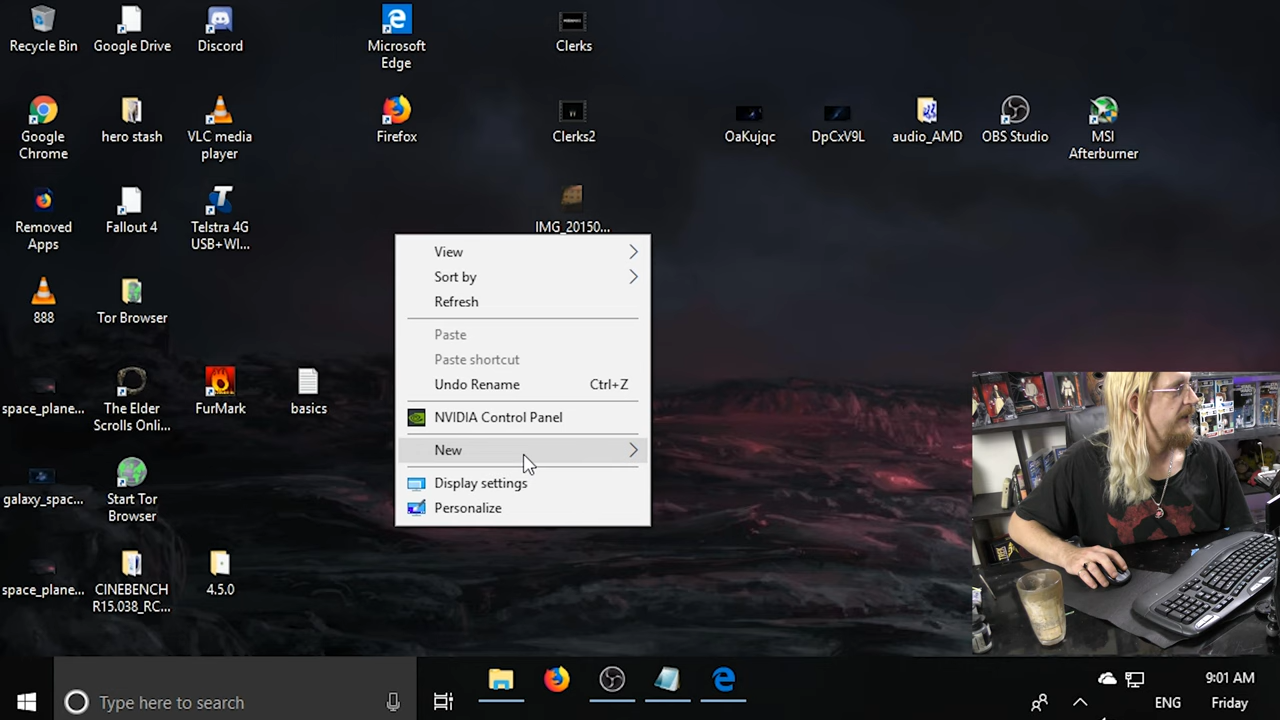 Recycle Bin
Google Drive
Discord
Microsoft
Edge
Clerks
Google
Chrome
hero stash
VLC media
player
Firefox
Clerks2
OaKujqc
DpCxV9L
audio_AMD
OBS Studio
MSI
Afterburner
Removed
Apps
Fallout 4
Telstra 4G
USB+WI...
IMG_20150...
888
Tor Browser
space_plane...
The Elder
Scrolls Onli...
FurMark
basics
galaxy_spac...
Start Tor
Browser
space_plane...
CINEBENCH
R15.038_RC...
4.5.0
View
Sort by
Refresh
Paste
Paste shortcut
Undo Rename Ctrl+Z
NVIDIA Control Panel
New
Display settings
Personalize
Type here to search
9:01 AM
ENG
Friday